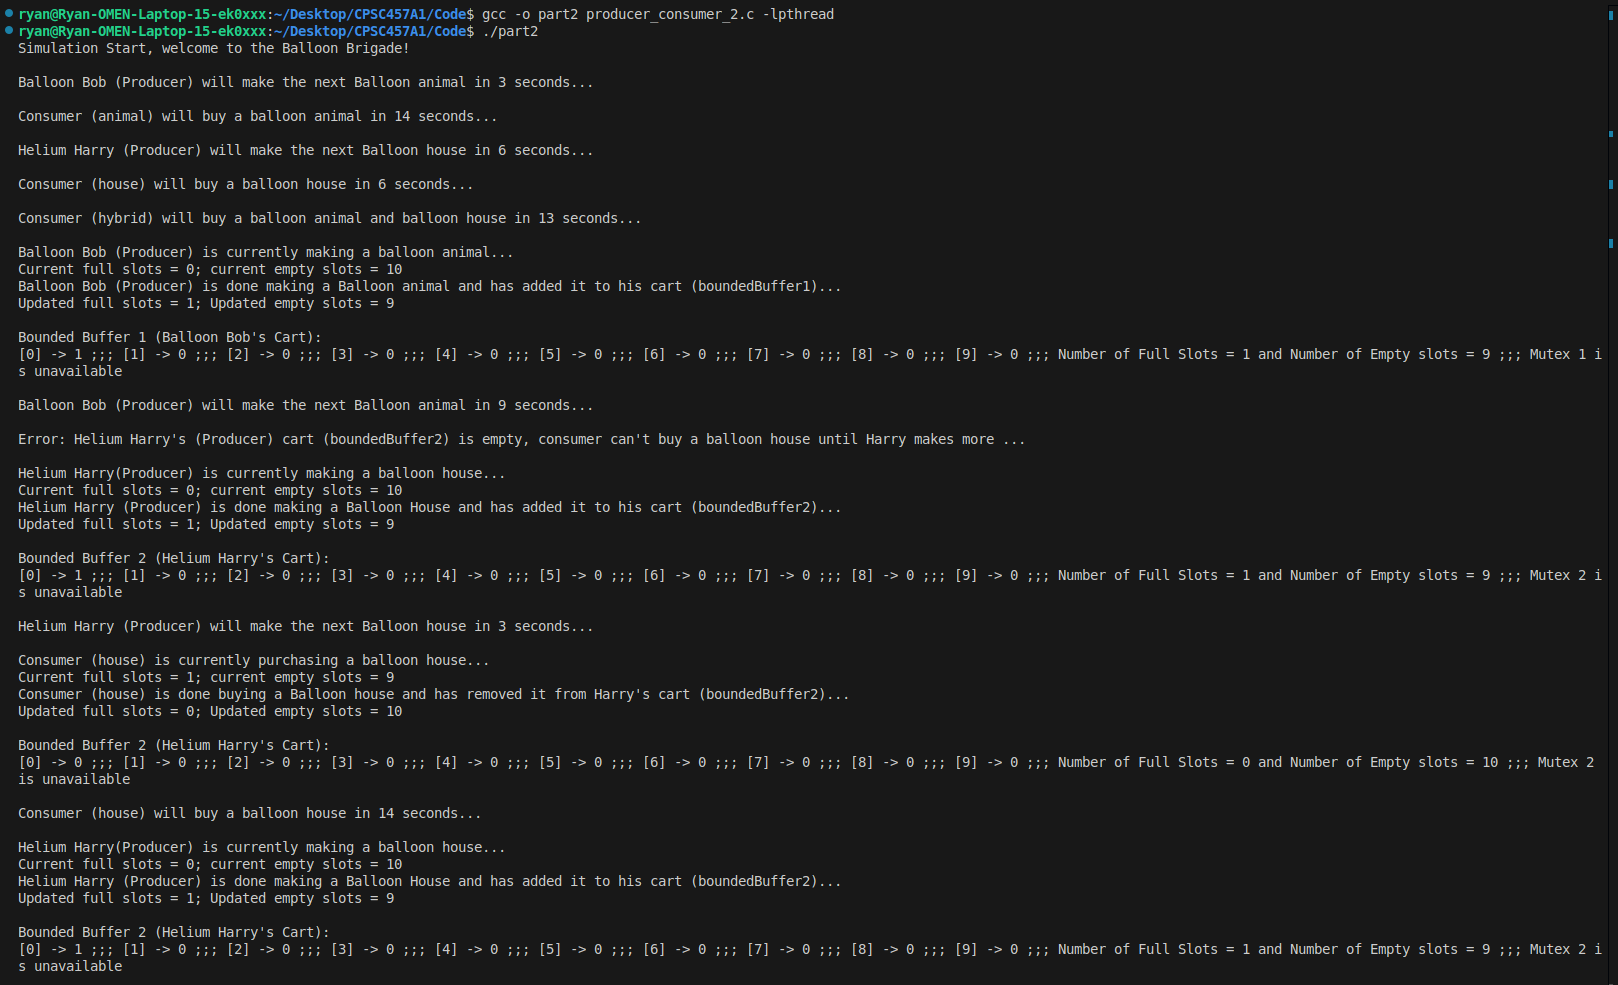 ryan@Ryan-OMEN-Laptop-15-ek0xxx:~/Desktop/CPSC457A1/Code$ gcc -o part2 producer_consumer_2.c -lpthread
ryan@Ryan-OMEN-Laptop-15-ek0xxx:~/Desktop/CPSC457A1/Code$ ./part2
Simulation Start, welcome to the Balloon Brigade!
Balloon Bob (Producer) will make the next Balloon animal in 3 seconds...
Consumer (animal) will buy a balloon animal in 14 seconds...
Helium Harry (Producer) will make the next Balloon house in 6 seconds...
Consumer (house) will buy a balloon house in 6 seconds...
Consumer (hybrid) will buy a balloon animal and balloon house in 13 seconds...
Balloon Bob (Producer) is currently making a balloon animal...
Current full slots = 0; current empty slots = 10
Balloon Bob (Producer) is done making a Balloon animal and has added it to his cart (boundedBuffer1)...
Updated full slots = 1; Updated empty slots = 9
Bounded Buffer 1 (Balloon Bob's Cart):
[0] -> 1 ;;; [1] -> 0 ;;; [2] -> 0 ;;; [3] -> 0 ;;; [4] -> 0 ;;; [5] -> 0 ;;; [6] -> 0 ;;; [7] -> 0 ;;; [8] -> 0 ;;; [9] -> 0 ;;; Number of Full Slots = 1 and Number of Empty slots = 9 ;;; Mutex 1 i
s unavailable
Balloon Bob (Producer) will make the next Balloon animal in 9 seconds...
Error: Helium Harry's (Producer) cart (boundedBuffer2) is empty, consumer can't buy a balloon house until Harry makes more ...
Helium Harry(Producer) is currently making a balloon house...
Current full slots = 0; current empty slots = 10
Helium Harry (Producer) is done making a Balloon House and has added it to his cart (boundedBuffer2)...
Updated full slots = 1; Updated empty slots = 9
Bounded Buffer 2 (Helium Harry's Cart):
[0] -> 1 ;;; [1] -> 0 ;;; [2] -> 0 ;;; [3] -> 0 ;;; [4] -> 0 ;;; [5] -> 0 ;;; [6] -> 0 ;;; [7] -> 0 ;;; [8] -> 0 ;;; [9] -> 0 ;;; Number of Full Slots = 1 and Number of Empty slots = 9 ;;; Mutex 2 i
s unavailable
Helium Harry (Producer) will make the next Balloon house in 3 seconds...
Consumer (house) is currently purchasing a balloon house...
Current full slots = 1; current empty slots = 9
Consumer (house) is done buying a Balloon house and has removed it from Harry's cart (boundedBuffer2)...
Updated full slots = 0; Updated empty slots = 10
Bounded Buffer 2 (Helium Harry's Cart):
[0] -> 0 ;;; [1] -> 0 ;;; [2] -> 0 ;;; [3] -> 0 ;;; [4] -> 0 ;;; [5] -> 0 ;;; [6] -> 0 ;;; [7] -> 0 ;;; [8] -> 0 ;;; [9] -> 0 ;;; Number of Full Slots = 0 and Number of Empty slots = 10 ;;; Mutex 2
is unavailable
Consumer (house) will buy a balloon house in 14 seconds...
Helium Harry(Producer) is currently making a balloon house...
Current full slots = 0; current empty slots = 10
Helium Harry (Producer) is done making a Balloon House and has added it to his cart (boundedBuffer2)...
Updated full slots = 1; Updated empty slots = 9
Bounded Buffer 2 (Helium Harry's Cart):
[0] -> 1 ;;; [1] -> 0 ;;; [2] -> 0 ;;; [3] -> 0 ;;; [4] -> 0 ;;; [5] -> 0 ;;; [6] -> 0 ;;; [7] -> 0 ;;; [8] -> 0 ;;; [9] -> 0 ;;; Number of Full Slots = 1 and Number of Empty slots = 9 ;;; Mutex 2 i
s unavailable